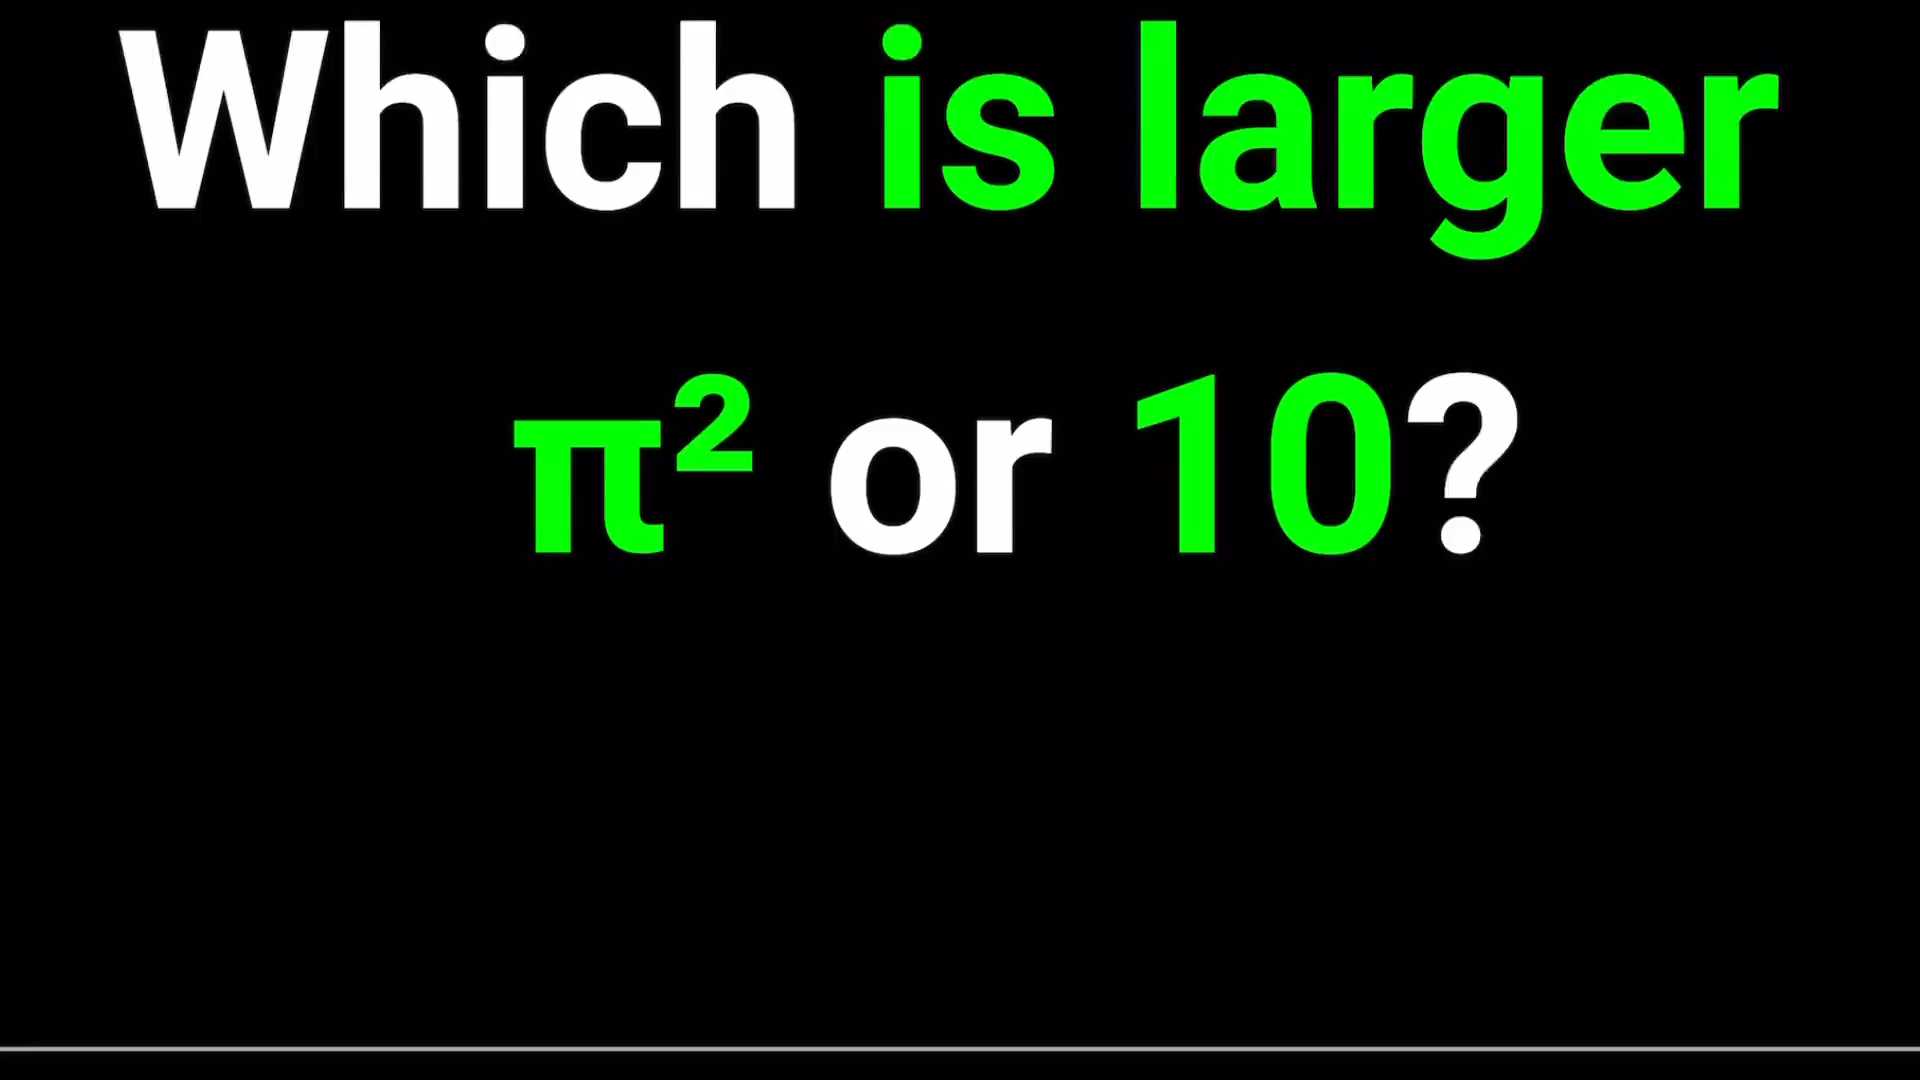 Which is larger
π² or 10?